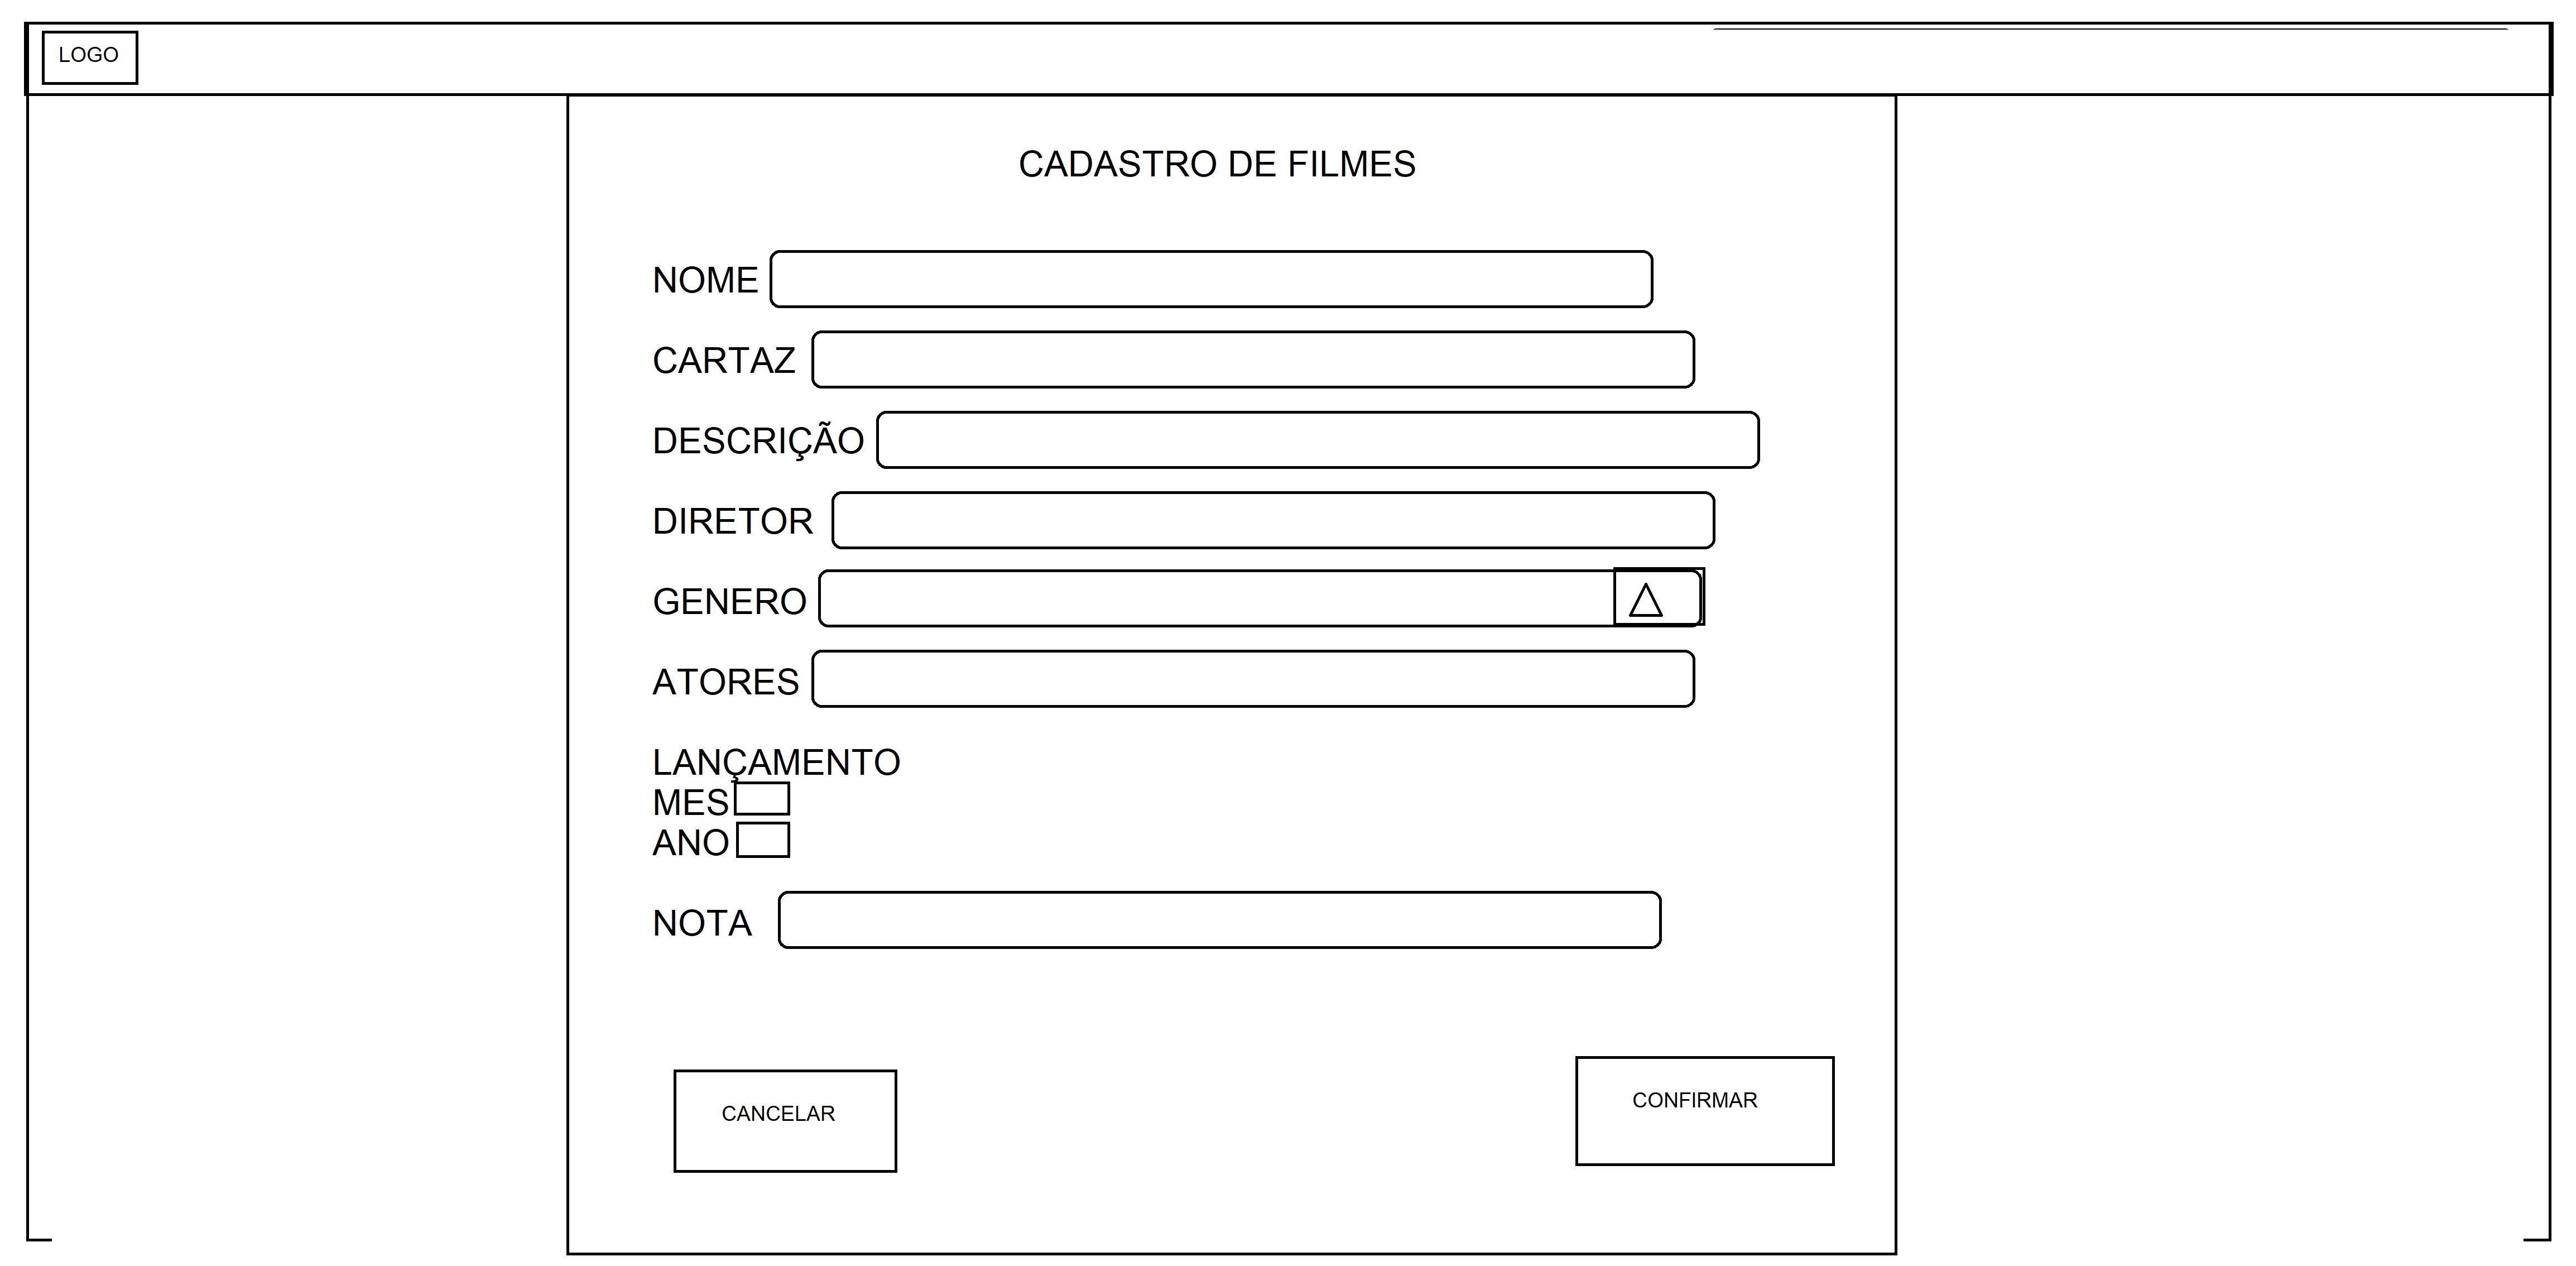 LOGO
CADASTRO DE FILMES
NOME
CARTAZ
DESCRIÇÃO
DIRETOR
GENERO
ATORES
LANÇAMENTO
MES
ANO
NOTA
CANCELAR
CONFIRMAR